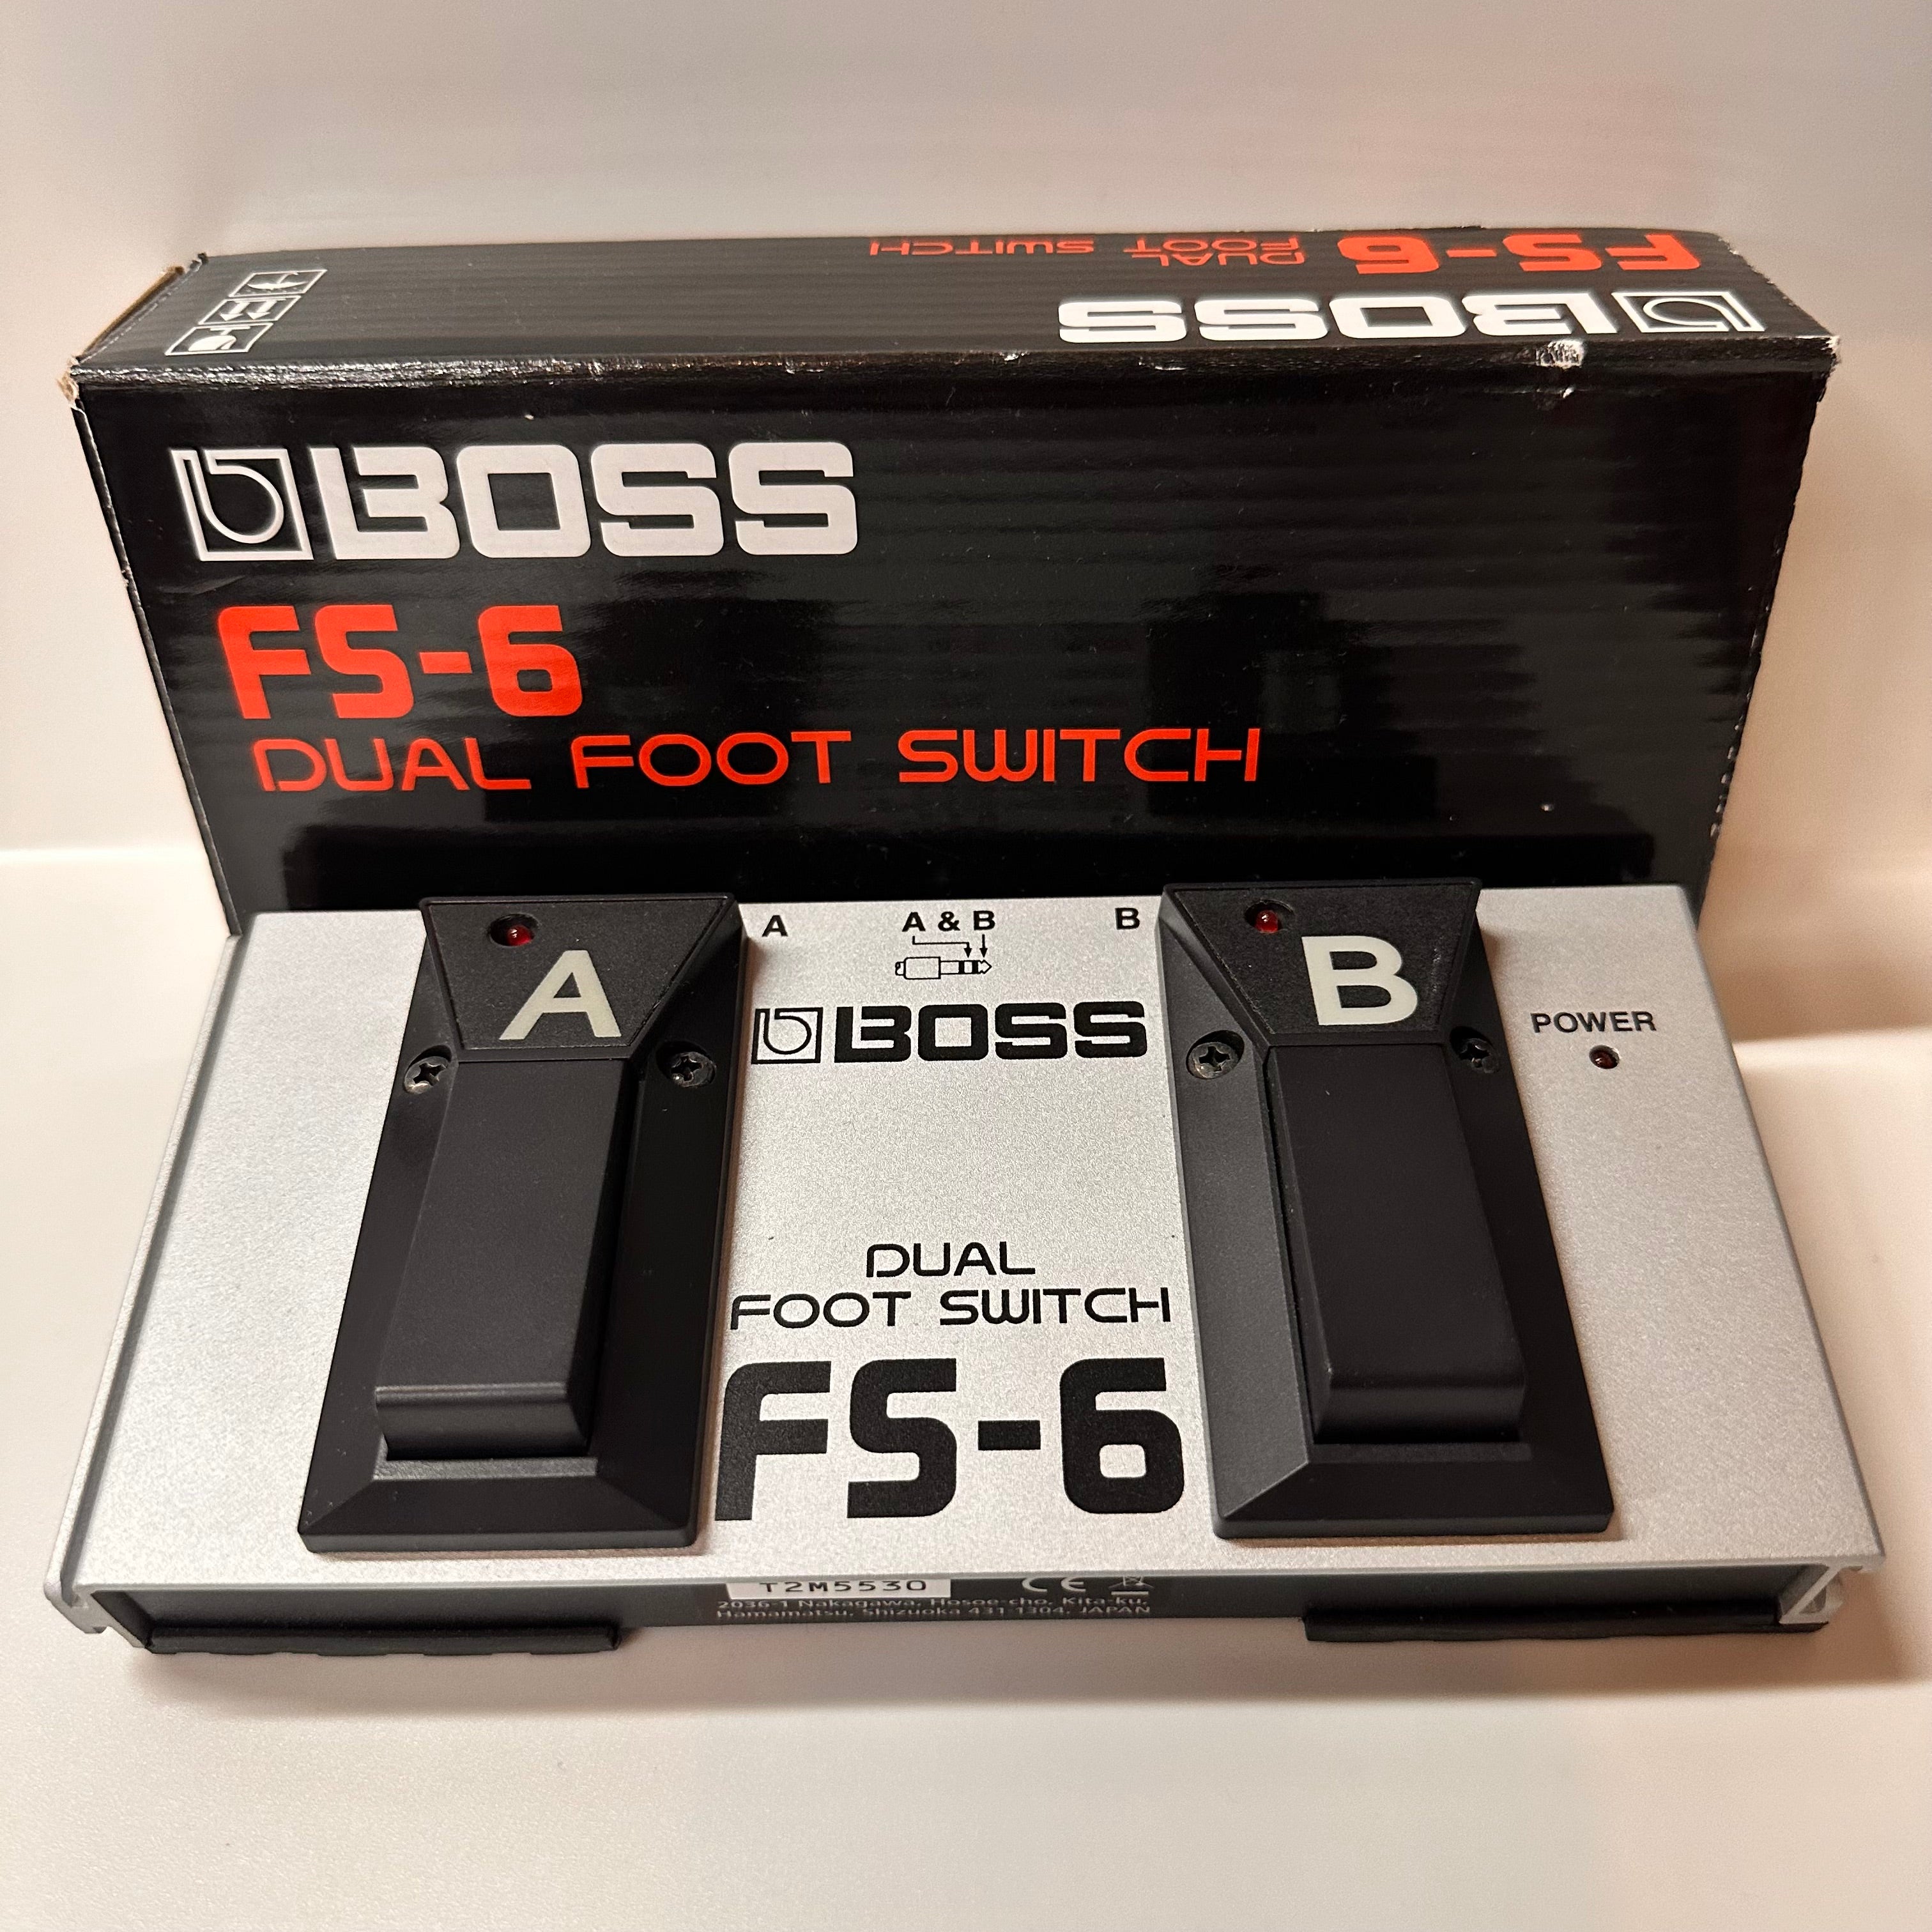 FS-6
DUAL
FOOT SWITCH
BOSS
BOSS
FS-6
DUAL FOOT SWITCH
A
A & B
B
A
B
BOSS
POWER
DUAL
FOOT SWITCH
FS-6
T2M5530
CE
2036-1 Nakagawa, Hosoe-cho, Kita-ku,
Hamamatsu, Shizuoka 431-1304, JAPAN